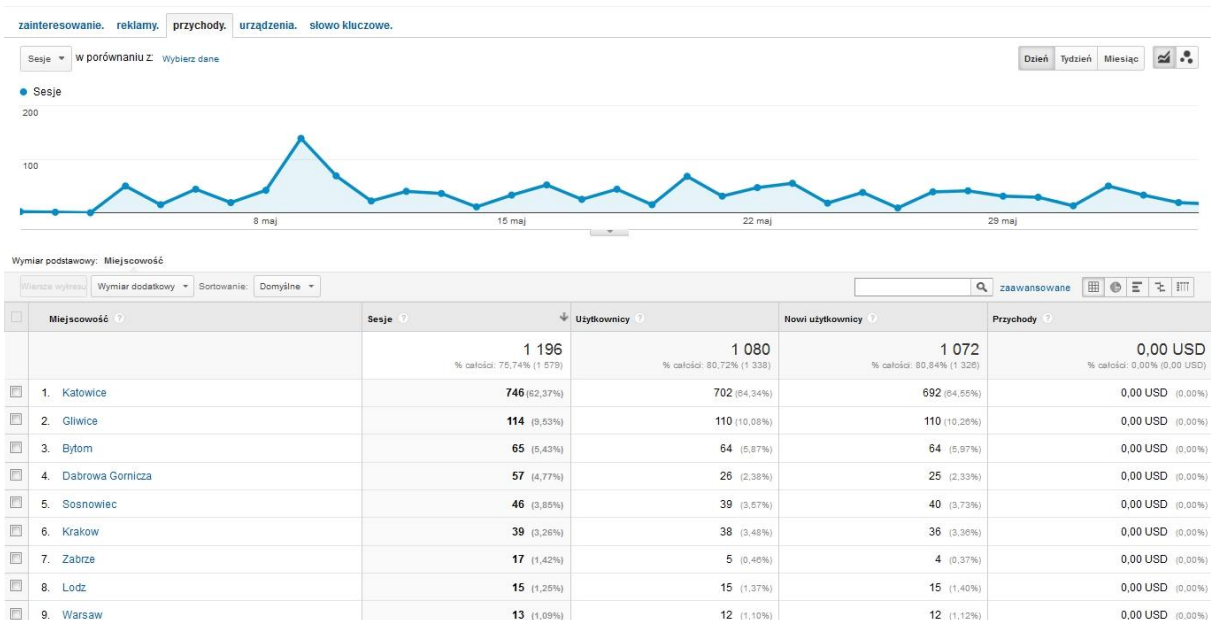 zainteresowanie. reklamy. przychody. urządzenia. słowo kluczowe.
Sesje w porównaniu z: Wybierz dane Dzień Tydzień Miesiąc
Sesje
200
100
8 maj 15 maj 22 maj 29 maj
Wymiar podstawowy: Miejscowość
Wiersze wykresu Wymiar dodatkowy Sortowanie: Domyślne zaawansowane
Miejscowość Sesje Użytkownicy Nowi użytkownicy Przychody
1 196 1 080 1 072 0,00 USD
% całości: 75,74% (1 579) % całości: 80,72% (1 338) % całości: 80,84% (1 326) % całości: 0,00% (0,00 USD)
1. Katowice 746 (62,37%) 702 (64,34%) 692 (64,55%) 0,00 USD (0,00%)
2. Gliwice 114 (9,53%) 110 (10,08%) 110 (10,26%) 0,00 USD (0,00%)
3. Bytom 65 (5,43%) 64 (5,87%) 64 (5,97%) 0,00 USD (0,00%)
4. Dabrowa Gornicza 57 (4,77%) 26 (2,38%) 25 (2,33%) 0,00 USD (0,00%)
5. Sosnowiec 46 (3,85%) 39 (3,57%) 40 (3,73%) 0,00 USD (0,00%)
6. Krakow 39 (3,26%) 38 (3,48%) 36 (3,36%) 0,00 USD (0,00%)
7. Zabrze 17 (1,42%) 5 (0,46%) 4 (0,37%) 0,00 USD (0,00%)
8. Lodz 15 (1,25%) 15 (1,37%) 15 (1,40%) 0,00 USD (0,00%)
9. Warsaw 13 (1,09%) 12 (1,10%) 12 (1,12%) 0,00 USD (0,00%)